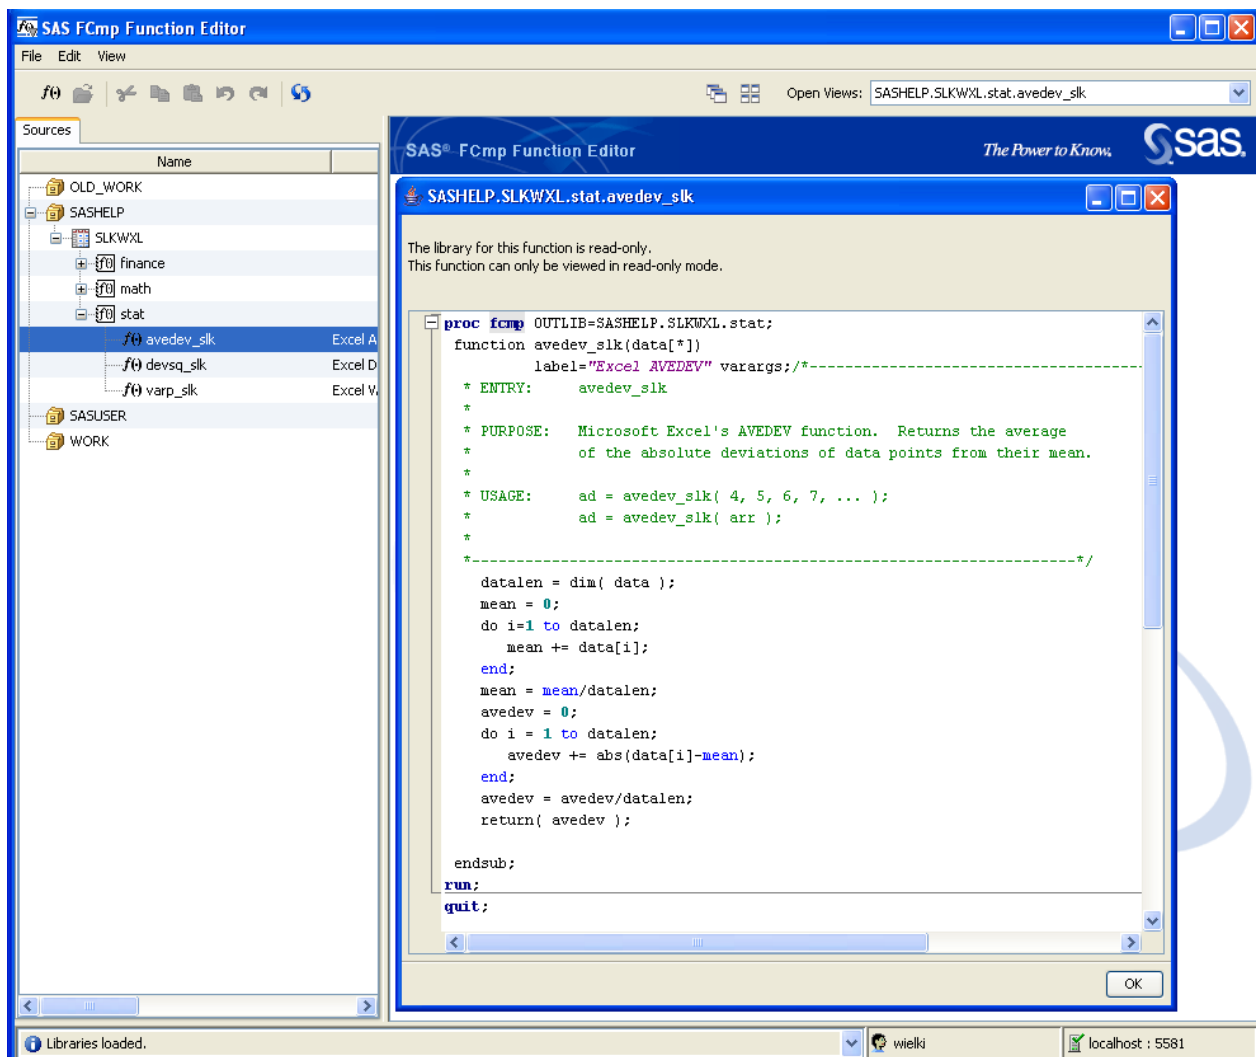 SAS FCmp Function Editor
File Edit View
f(·) Open Views: SASHELP.SLKWXL.stat.avedev_slk
Sources
Name
OLD_WORK
SASHELP
SLKWXL
finance
math
stat
f(·) avedev_slk Excel A
f(·) devsq_slk Excel D
f(·) varp_slk Excel V
SASUSER
WORK
SAS® FCmp Function Editor The Power to Know. sas.
SASHELP.SLKWXL.stat.avedev_slk
The library for this function is read-only.
This function can only be viewed in read-only mode.
proc fcmp OUTLIB=SASHELP.SLKWXL.stat;
function avedev_slk(data[*])
label="Excel AVEDEV" varargs;/*-------------------------------------
* ENTRY: avedev_slk
*
* PURPOSE: Microsoft Excel's AVEDEV function. Returns the average
* of the absolute deviations of data points from their mean.
*
* USAGE: ad = avedev_slk( 4, 5, 6, 7, ... );
* ad = avedev_slk( arr );
*
*-------------------------------------------------------------------*/
datalen = dim( data );
mean = 0;
do i=1 to datalen;
mean += data[i];
end;
mean = mean/datalen;
avedev = 0;
do i = 1 to datalen;
avedev += abs(data[i]-mean);
end;
avedev = avedev/datalen;
return( avedev );
endsub;
run;
quit;
OK
Libraries loaded. wielki localhost : 5581